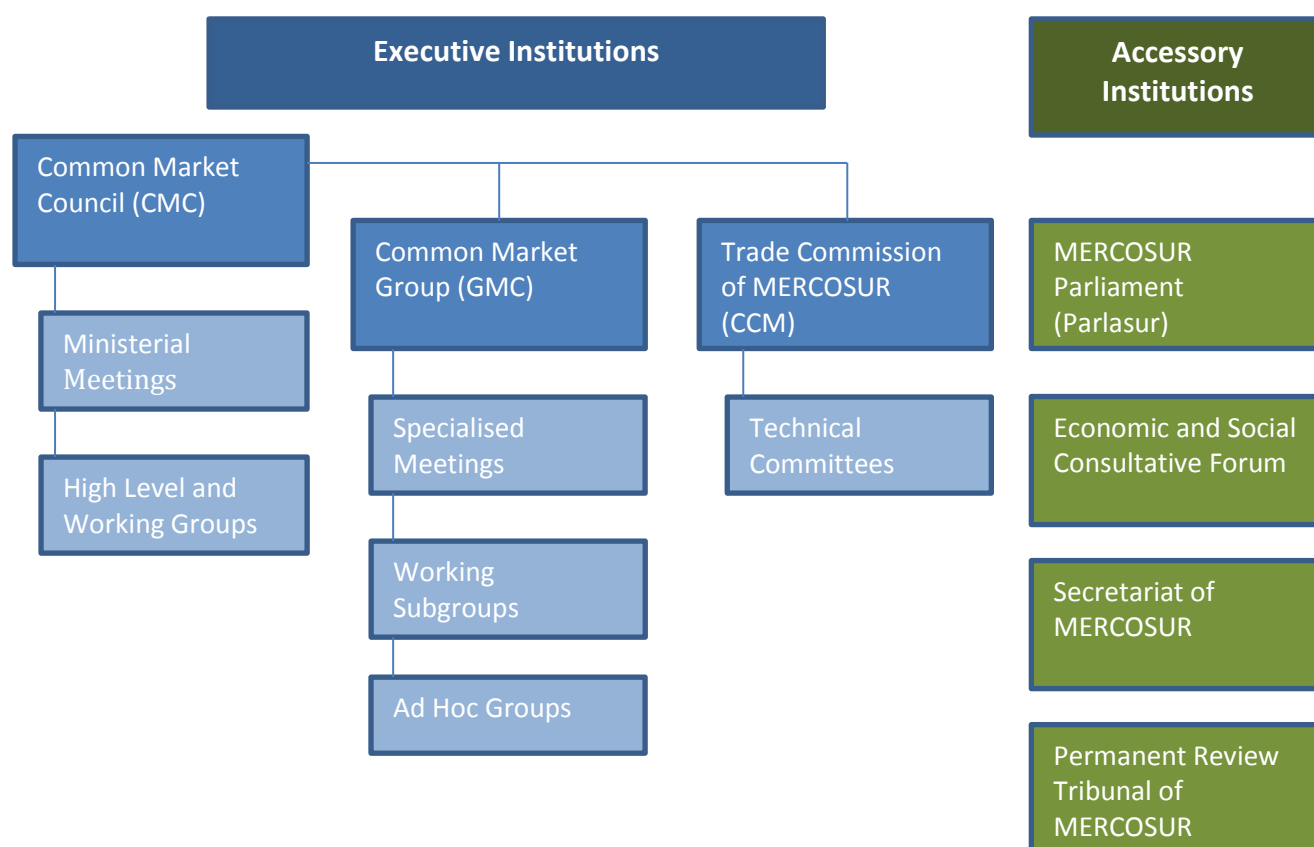 Executive Institutions
Accessory
Institutions
Common Market
Council (CMC)
Ministerial
Meetings
High Level and
Working Groups
Common Market
Group (GMC)
Specialised
Meetings
Working
Subgroups
Ad Hoc Groups
Trade Commission
of MERCOSUR
(CCM)
Technical
Committees
MERCOSUR
Parliament
(Parlasur)
Economic and Social
Consultative Forum
Secretariat of
MERCOSUR
Permanent Review
Tribunal of
MERCOSUR